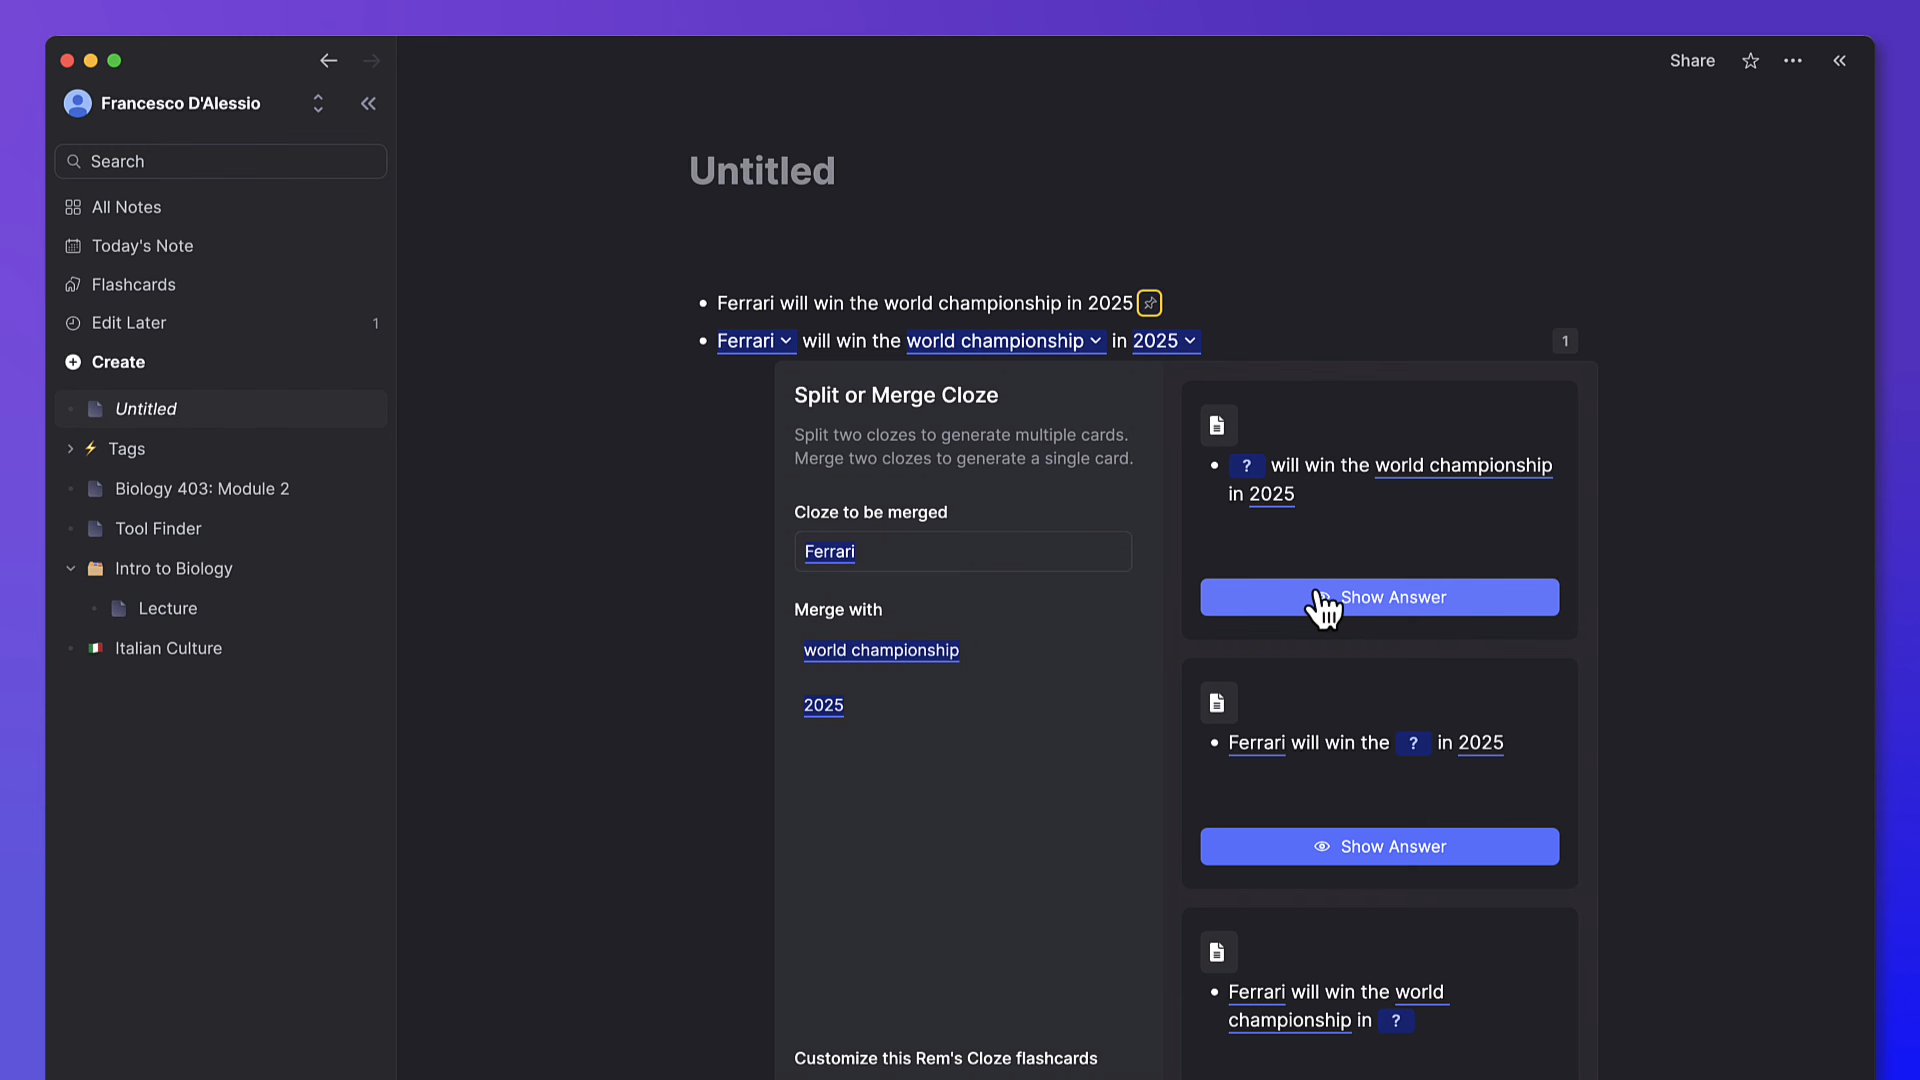 Share
Francesco D'Alessio
Search
All Notes
Today's Note
Flashcards
Edit Later 1
Create
Untitled
Tags
Biology 403: Module 2
Tool Finder
Intro to Biology
Lecture
Italian Culture
Untitled
Ferrari will win the world championship in 2025
Ferrari will win the world championship in 2025 1
Split or Merge Cloze
Split two clozes to generate multiple cards.
Merge two clozes to generate a single card.
Cloze to be merged
Ferrari
Merge with
world championship
2025
Customize this Rem's Cloze flashcards
? will win the world championship
in 2025
Show Answer
Ferrari will win the ? in 2025
Show Answer
Ferrari will win the world
championship in ?